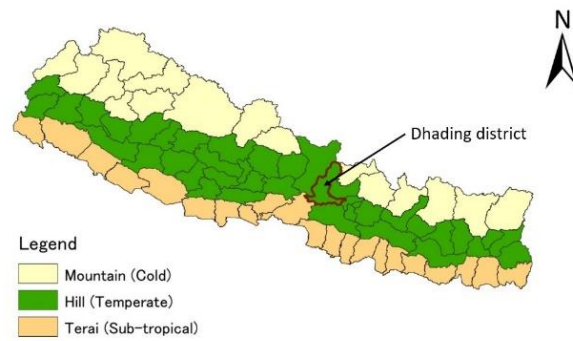 N
Dhading district
Legend
Mountain (Cold)
Hill (Temperate)
Terai (Sub-tropical)